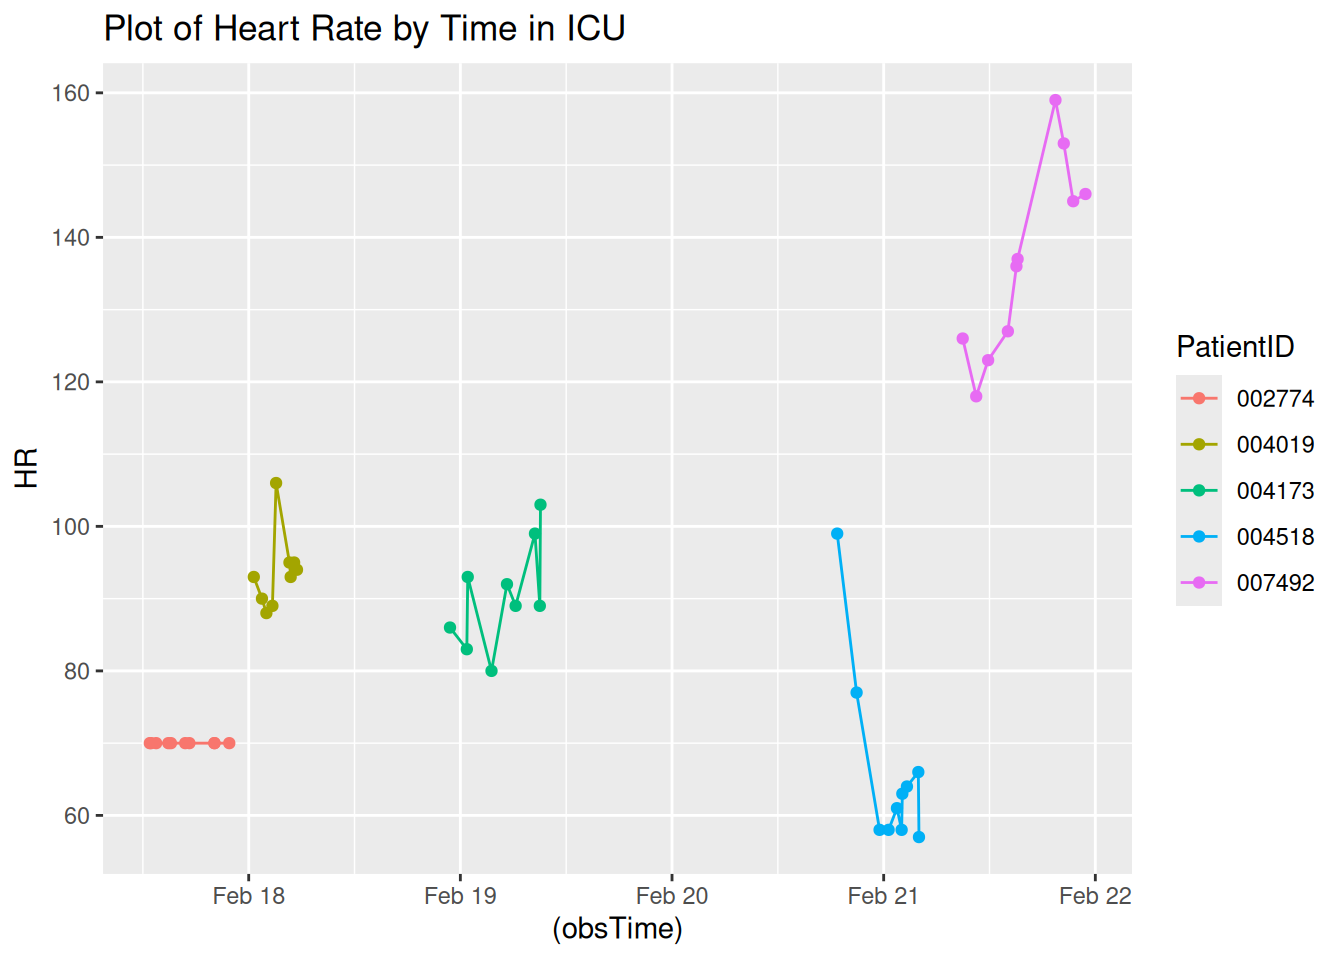 Plot of Heart Rate by Time in ICU
160
140
120
100
80
60
HR
Feb 18
Feb 19
Feb 20
Feb 21
Feb 22
(obsTime)
PatientID
002774
004019
004173
004518
007492